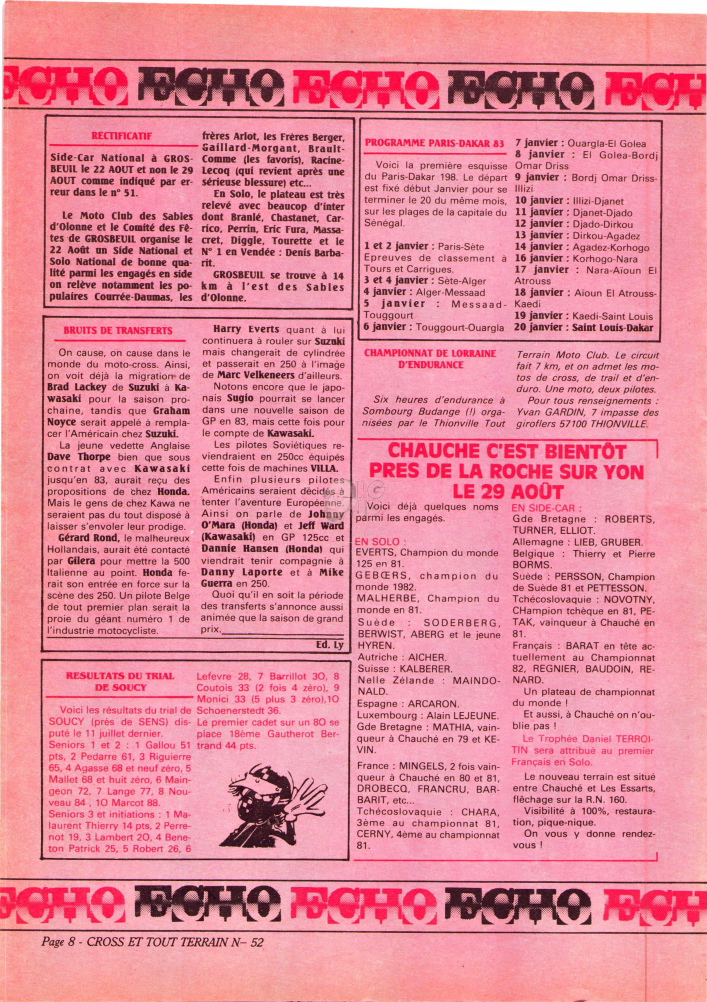 ECHO ECHO ECHO ECHO ECH
RECTIFICATIF
Side-Car National à GROS-
BEUIL le 22 AOUT et non le 29
AOUT comme indiqué par er-
reur dans le n° 51.
Le Moto Club des Sables
d'Olonne et le Comité des Fê-
tes de GROSBEUIL organise le
22 Août un Side National et
Solo National de bonne qua-
lité parmi les engagés en side
on relève notamment les po-
pulaires Courrée-Daumas, les
frères Arlot, les Frères Berger,
Gaillard-Morgant, Brault-
Comme (les favoris), Racine-
Lecoq (qui revient après une
sérieuse blessure) etc...
En Solo, le plateau est très
relevé avec beaucoup d'inter
dont Branlé, Chastanet, Car-
rico, Perrin, Eric Fura, Massa-
cret, Diggle, Tourette et le
N° 1 en Vendée : Denis Barba-
rit.
GROSBEUIL se trouve à 14
km à l'est des Sables
d'Olonne.
BRUITS DE TRANSFERTS
On cause, on cause dans le
monde du moto-cross. Ainsi,
on voit déjà la migration de
Brad Lackey de Suzuki à Ka-
wasaki pour la saison pro-
chaine, tandis que Graham
Noyce serait appelé à rempla-
cer l'Américain chez Suzuki.
La jeune vedette Anglaise
Dave Thorpe bien que sous
contrat avec Kawasaki
jusqu'en 83, aurait reçu des
propositions de chez Honda.
Mais le gens de chez Kawa ne
seraient pas du tout disposé à
laisser s'envoler leur prodige.
Gérard Rond, le malheureux
Hollandais, aurait été contacté
par Gilera pour mettre la 500
Italienne au point. Honda fe-
rait son entrée en force sur la
scène des 250. Un pilote Belge
de tout premier plan serait la
proie du géant numéro 1 de
l'industrie motocycliste.
Harry Everts quant à lui
continuera à rouler sur Suzuki
mais changerait de cylindrée
et passerait en 250 à l'image
de Marc Velkeneers d'ailleurs.
Notons encore que le japo-
nais Sugio pourrait se lancer
dans une nouvelle saison de
GP en 83, mais cette fois pour
le compte de Kawasaki.
Les pilotes Soviétiques re-
viendraient en 250cc équipés
cette fois de machines VILLA.
Enfin plusieurs pilotes
Américains seraient décidés à
tenter l'aventure Européenne.
Ainsi on parle de Johnny
O'Mara (Honda) et Jeff Ward
(Kawasaki) en GP 125cc et
Dannie Hansen (Honda) qui
viendrait tenir compagnie à
Danny Laporte et à Mike
Guerra en 250.
Quoi qu'il en soit la période
des transferts s'annonce aussi
animée que la saison de grand
prix.
Ed. Ly
RESULTATS DU TRIAL
DE SOUCY
Voici les résultats du trial de
SOUCY (près de SENS) dis-
puté le 11 juillet dernier.
Seniors 1 et 2 : 1 Gallou 51
pts, 2 Pedarre 61, 3 Riguierre
65, 4 Agasse 68 et neuf zéro, 5
Mallet 68 et huit zéro, 6 Main-
geon 72, 7 Lange 77, 8 Nou-
veau 84, 10 Marcot 88.
Seniors 3 et initiations : 1 Ma-
laurent Thierry 14 pts, 2 Perre-
not 19, 3 Lambert 20, 4 Bene-
ton Patrick 25, 5 Robert 26, 6
Lefevre 28, 7 Barrillot 30, 8
Coutois 33 (2 fois 4 zéro), 9
Monici 33 (5 plus 3 zéro),10
Schoenerstedt 36.
Le premier cadet sur un 80 se
place 18ème Gautherot Ber-
trand 44 pts.
PROGRAMME PARIS-DAKAR 83
Voici la première esquisse
du Paris-Dakar 198. Le départ
est fixé début Janvier pour se
terminer le 20 du même mois,
sur les plages de la capitale du
Sénégal.
1 et 2 janvier : Paris-Sète
Epreuves de classement à
Tours et Carrigues.
3 et 4 janvier : Sète-Alger
4 janvier : Alger-Messaad
5 janvier : Messaad-
Touggourt
6 janvier : Touggourt-Ouargla
7 janvier : Ouargla-El Golea
8 janvier : El Golea-Bordj
Omar Driss
9 janvier : Bordj Omar Driss-
Illizi
10 janvier : Illizi-Djanet
11 janvier : Djanet-Djado
12 janvier : Djado-Dirkou
13 janvier : Dirkou-Agadez
14 janvier : Agadez-Korhogo
16 janvier : Korhogo-Nara
17 janvier : Nara-Aïoun El
Atrouss
18 janvier : Aïoun El Atrouss-
Kaedi
19 janvier : Kaedi-Saint Louis
20 janvier : Saint Louis-Dakar
CHAMPIONNAT DE LORRAINE
D'ENDURANCE
Six heures d'endurance à
Sombourg Budange (!) orga-
nisées par le Thionville Tout
Terrain Moto Club. Le circuit
fait 7 km, et on admet les mo-
tos de cross, de trail et d'en-
duro. Une moto, deux pilotes.
Pour tous renseignements :
Yvan GARDIN, 7 impasse des
girofliers 57100 THIONVILLE.
CHAUCHE C'EST BIENTÔT
PRES DE LA ROCHE SUR YON
LE 29 AOÛT
Voici déjà quelques noms
parmi les engagés.
EN SOLO :
EVERTS, Champion du monde
125 en 81.
GEBŒRS, champion du
monde 1982.
MALHERBE, Champion du
monde en 81.
Suède : SODERBERG,
BERWIST, ABERG et le jeune
HYREN.
Autriche : AICHER.
Suisse : KALBERER.
Nelle Zélande : MAINDO-
NALD.
Espagne : ARCARON.
Luxembourg : Alain LEJEUNE.
Gde Bretagne : MATHIA, vain-
queur à Chauché en 79 et KE-
VIN.
France : MINGELS, 2 fois vain-
queur à Chauché en 80 et 81,
DROBECQ, FRANCRU, BAR-
BARIT, etc...
Tchécoslovaquie : CHARA,
3ème au championnat 81,
CERNY, 4ème au championnat
81.
EN SIDE-CAR :
Gde Bretagne : ROBERTS,
TURNER, ELLIOT.
Allemagne : LIEB, GRUBER.
Belgique : Thierry et Pierre
BORMS.
Suède : PERSSON, Champion
de Suède 81 et PETTESSON.
Tchécoslovaquie : NOVOTNY,
CHampion tchèque en 81, PE-
TAK, vainqueur à Chauché en
81.
Français : BARAT en tête ac-
tuellement au Championnat
82, REGNIER, BAUDOIN, RE-
NARD.
Un plateau de championnat
du monde !
Et aussi, à Chauché on n'ou-
blie pas !
Le Trophée Daniel TERROI-
TIN sera attribué au premier
Français en Solo.
Le nouveau terrain est situé
entre Chauché et Les Essarts,
flèchage sur la R.N. 160.
Visibilité à 100%, restaura-
tion, pique-nique.
On vous y donne rendez-
vous !
ECHO ECHO ECHO ECHO ECH
Page 8 - CROSS ET TOUT TERRAIN N– 52